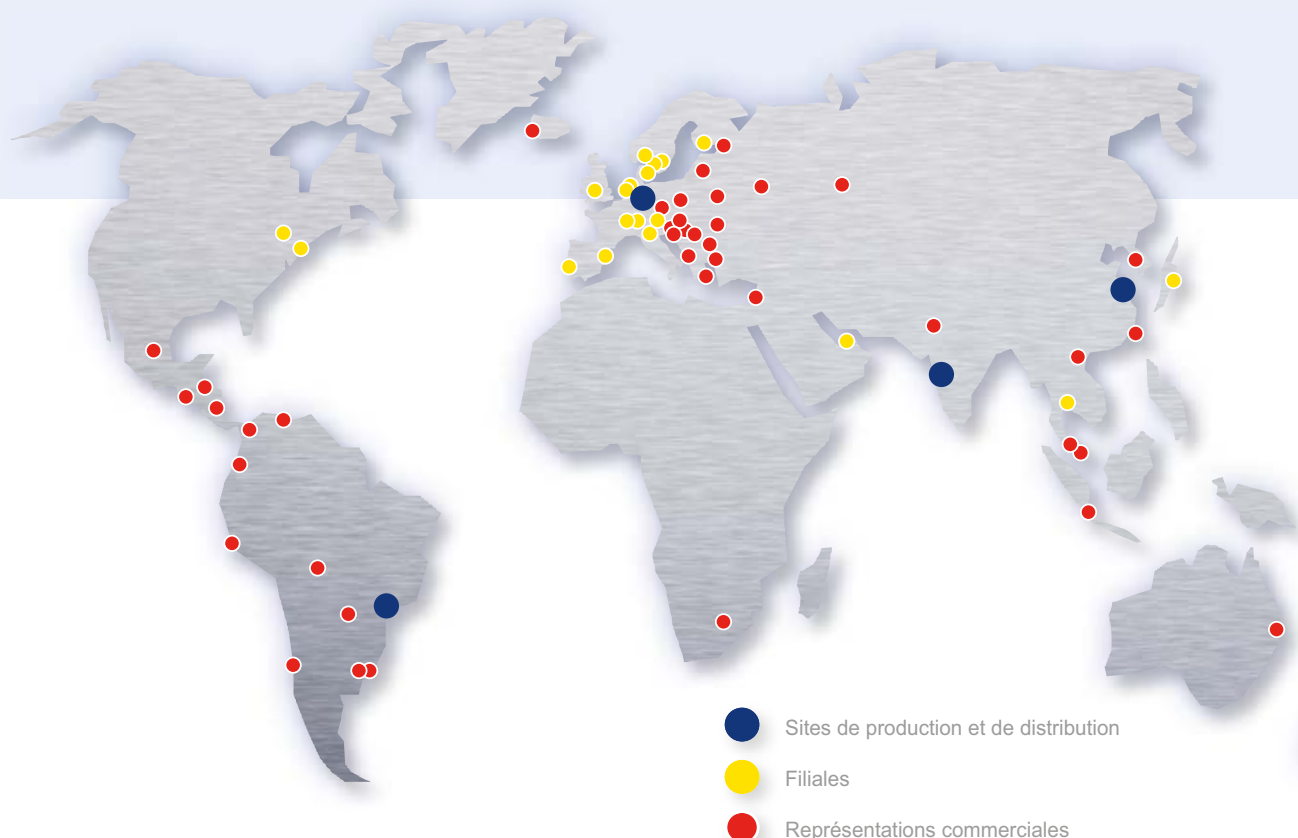 Sites de production et de distribution
Filiales
Représentations commerciales